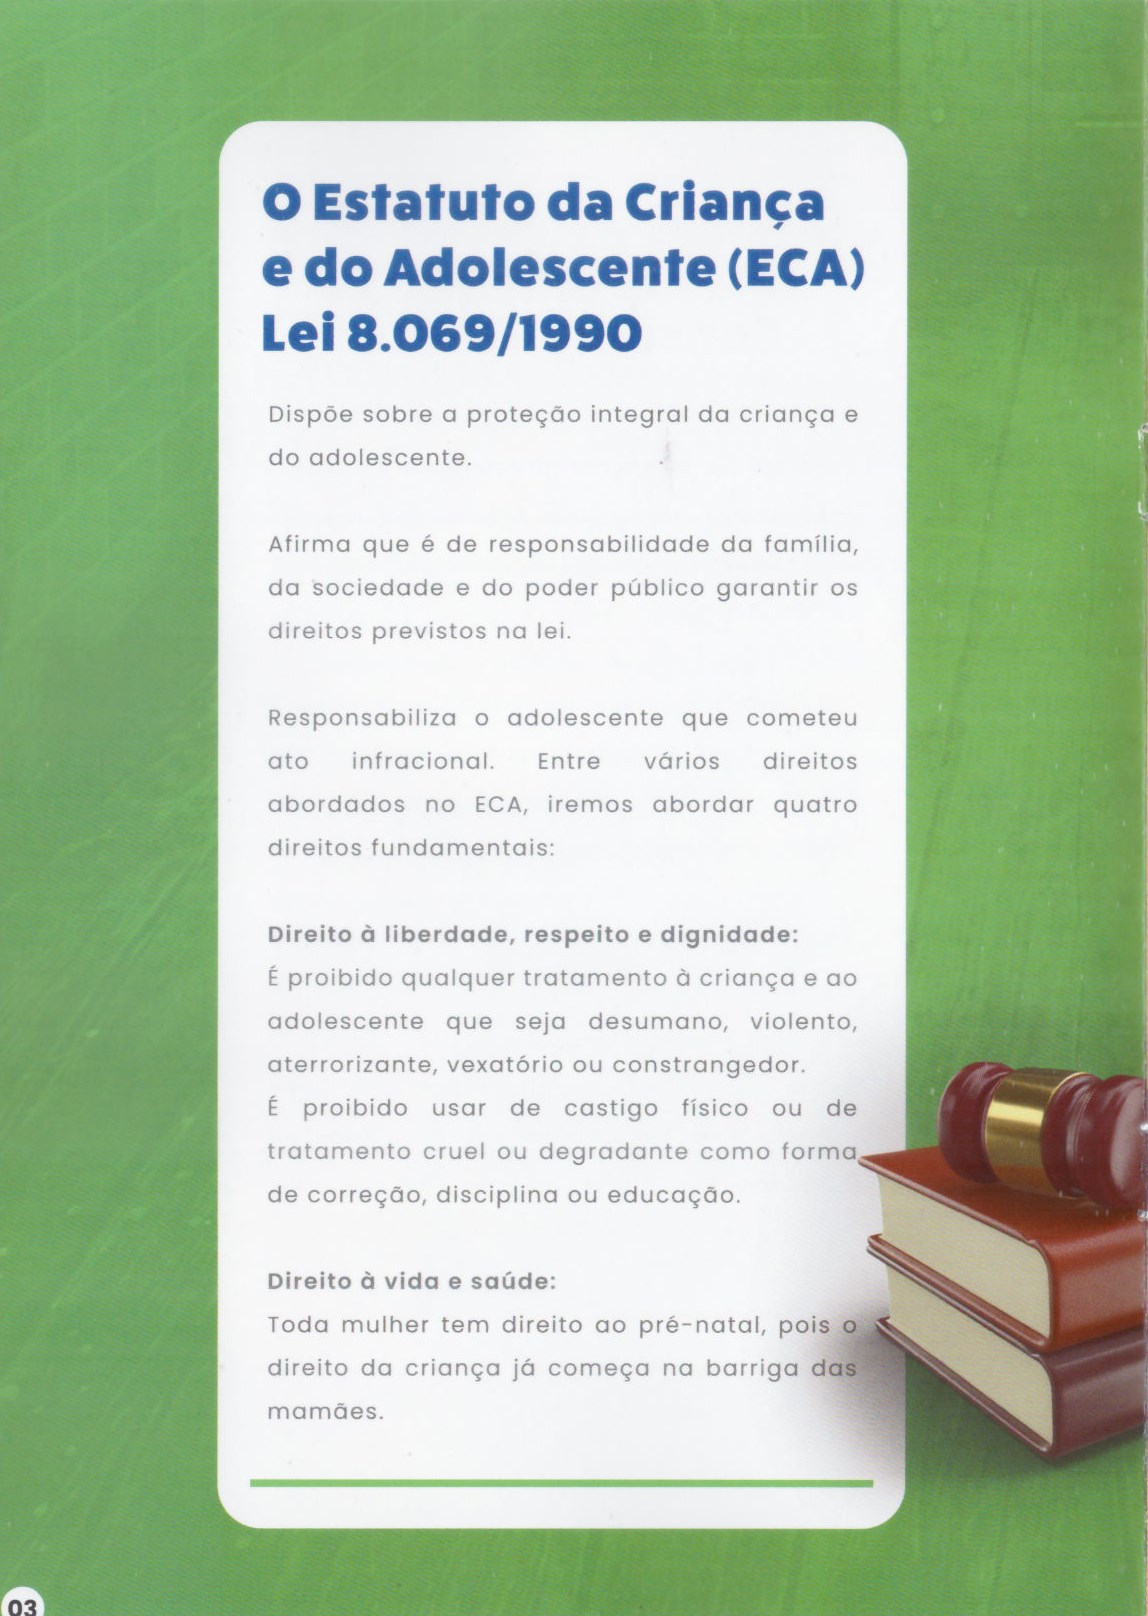 O Estatuto da Criança
e do Adolescente (ECA)
Lei 8.069/1990
Dispõe sobre a proteção integral da criança e
do adolescente.
Afirma que é de responsabilidade da família,
da sociedade e do poder público garantir os
direitos previstos na lei.
Responsabiliza o adolescente que cometeu
ato infracional. Entre vários direitos
abordados no ECA, iremos abordar quatro
direitos fundamentais:
Direito à liberdade, respeito e dignidade:
É proibido qualquer tratamento à criança e ao
adolescente que seja desumano, violento,
aterrorizante, vexatório ou constrangedor.
É proibido usar de castigo físico ou de
tratamento cruel ou degradante como forma
de correção, disciplina ou educação.
Direito à vida e saúde:
Toda mulher tem direito ao pré-natal, pois o
direito da criança já começa na barriga das
mamães.
03